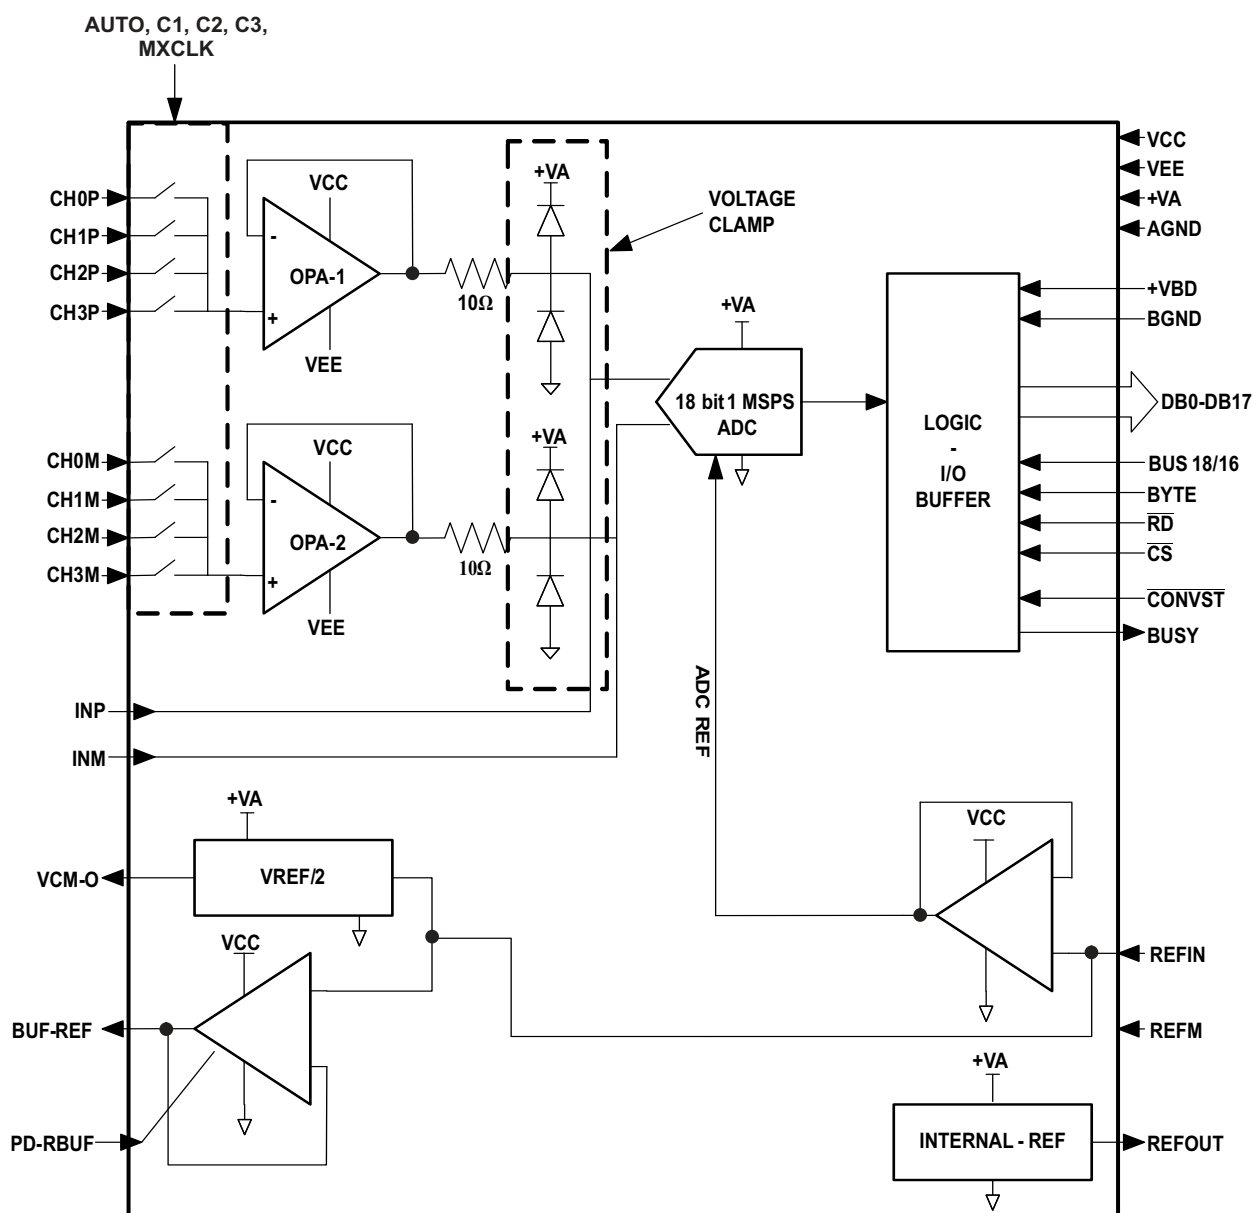 AUTO, C1, C2, C3,
MXCLK
CH0P
CH1P
CH2P
CH3P
VCC
-
OPA-1
+
VEE
10Ω
+VA
VOLTAGE
CLAMP
CH0M
CH1M
CH2M
CH3M
VCC
-
OPA-2
+
VEE
10Ω
+VA
+VA
18 bit 1 MSPS
ADC
LOGIC
-
I/O
BUFFER
VCC
VEE
+VA
AGND
+VBD
BGND
DB0-DB17
BUS 18/16
BYTE
RD
CS
CONVST
BUSY
INP
INM
ADC REF
+VA
VREF/2
VCM-O
VCC
BUF-REF
PD-RBUF
VCC
REFIN
REFM
+VA
INTERNAL - REF
REFOUT